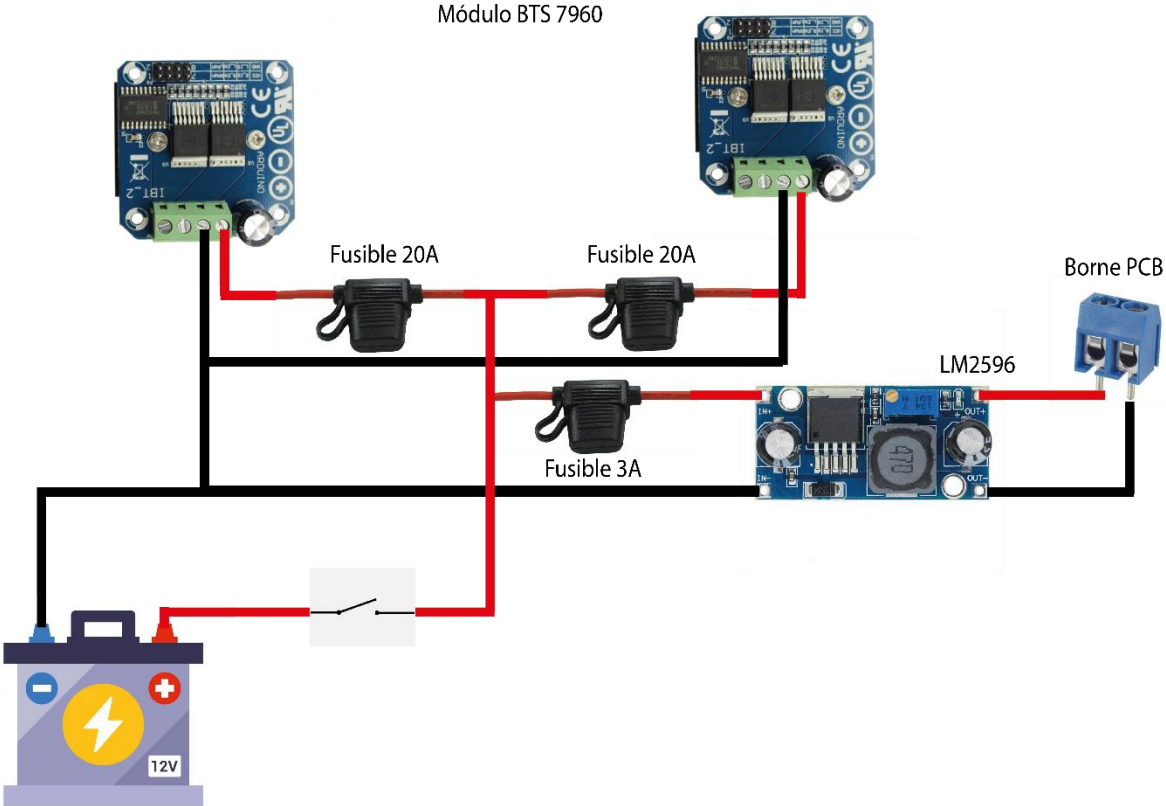 Módulo BTS 7960
ARDUINO
IBT_2
ARDUINO
IBT_2
Fusible 20A
Fusible 20A
Borne PCB
LM2596
IN+
OUT+
470
Fusible 3A
IN-
OUT-
12V